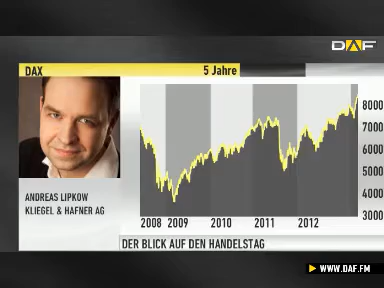 DAF
DAX 5 Jahre
8000
7000
6000
5000
4000
3000
2008 2009 2010 2011 2012
ANDREAS LIPKOW
KLIEGEL & HAFNER AG
DER BLICK AUF DEN HANDELSTAG
WWW.DAF.FM